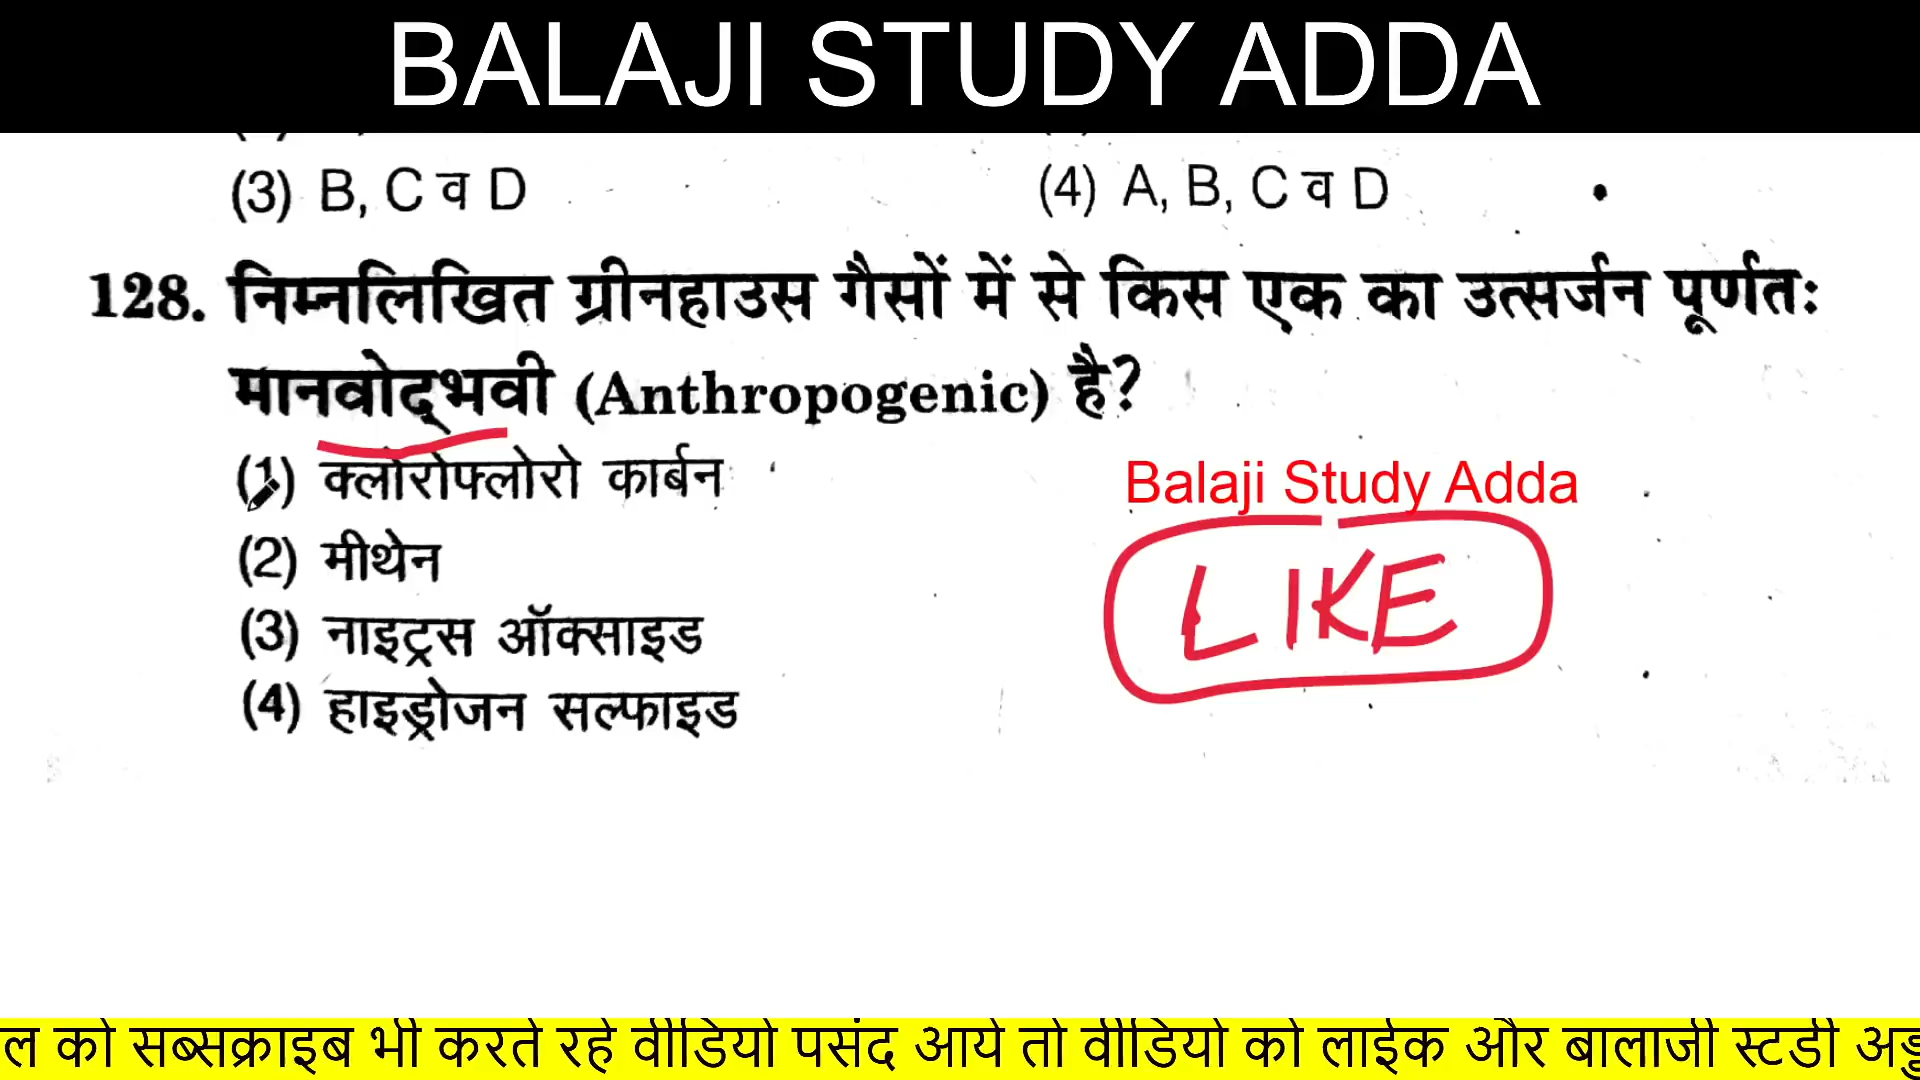 BALAJI STUDY ADDA
(3) B, C व D
(4) A, B, C व D
128. निम्नलिखित ग्रीनहाउस गैसों में से किस एक का उत्सर्जन पूर्णतः
मानवोद्भवी (Anthropogenic) है?
(1) क्लोरोफ्लोरो कार्बन
(2) मीथेन
(3) नाइट्रस ऑक्साइड
(4) हाइड्रोजन सल्फाइड
Balaji Study Adda
LIKE
को सब्सक्राइब भी करते रहे वीडियो पसंद आये तो वीडियो को लाईक और बालाजी स्टडी